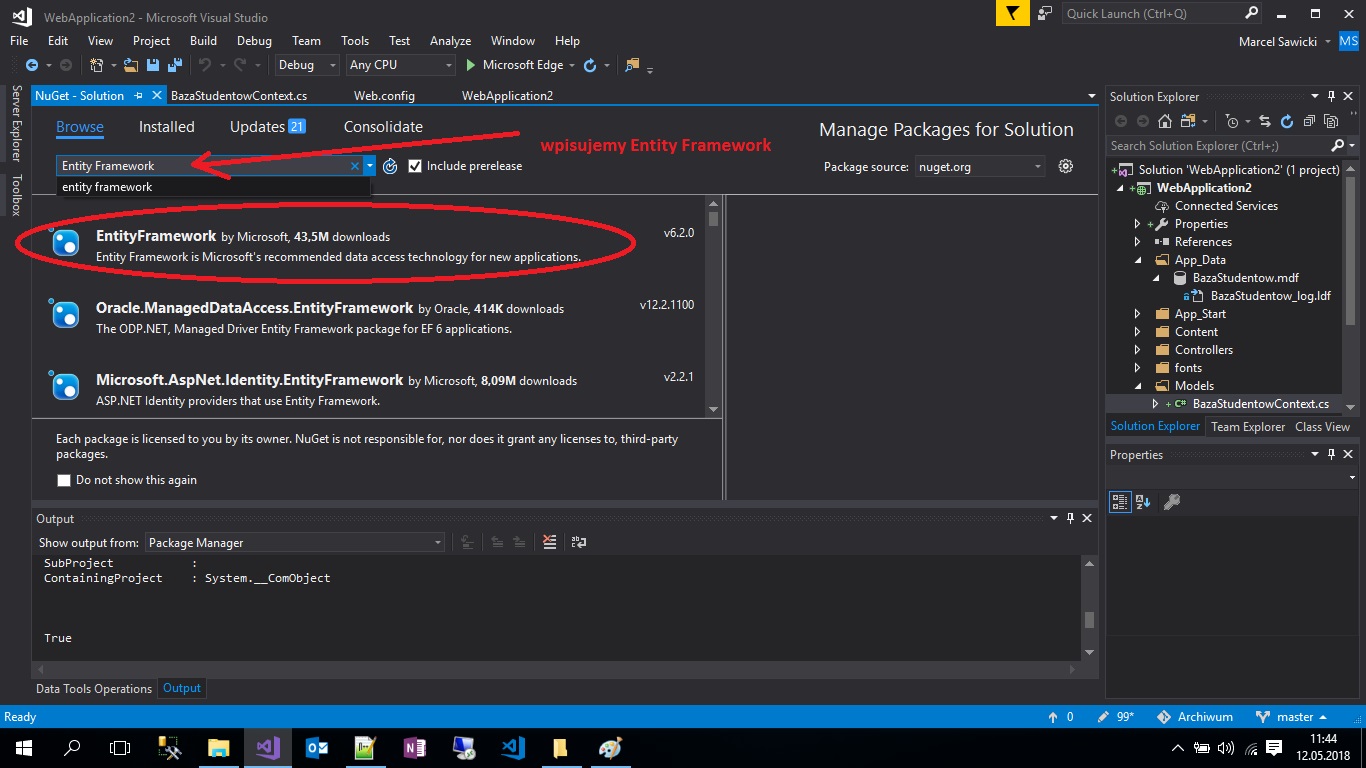 WebApplication2 - Microsoft Visual Studio
Quick Launch (Ctrl+Q)
File Edit View Project Build Debug Team Tools Test Analyze Window Help
Marcel Sawicki MS
Debug Any CPU Microsoft Edge
Server Explorer
Toolbox
NuGet - Solution BazaStudentowContext.cs Web.config WebApplication2
Browse Installed Updates 21 Consolidate
Manage Packages for Solution
wpisujemy Entity Framework
Entity Framework
Include prerelease
Package source: nuget.org
entity framework
EntityFramework by Microsoft, 43,5M downloads
v6.2.0
Entity Framework is Microsoft's recommended data access technology for new applications.
Oracle.ManagedDataAccess.EntityFramework by Oracle, 414K downloads
v12.2.1100
The ODP.NET, Managed Driver Entity Framework package for EF 6 applications.
Microsoft.AspNet.Identity.EntityFramework by Microsoft, 8,09M downloads
v2.2.1
ASP.NET Identity providers that use Entity Framework.
Each package is licensed to you by its owner. NuGet is not responsible for, nor does it grant any licenses to, third-party
packages.
Do not show this again
Output
Show output from: Package Manager
SubProject :
ContainingProject : System.__ComObject
True
Data Tools Operations Output
Solution Explorer
Search Solution Explorer (Ctrl+;)
Solution 'WebApplication2' (1 project)
WebApplication2
Connected Services
Properties
References
App_Data
BazaStudentow.mdf
BazaStudentow_log.ldf
App_Start
Content
Controllers
fonts
Models
C# BazaStudentowContext.cs
Solution Explorer Team Explorer Class View
Properties
Ready
0 99* Archiwum master
11:44
12.05.2018